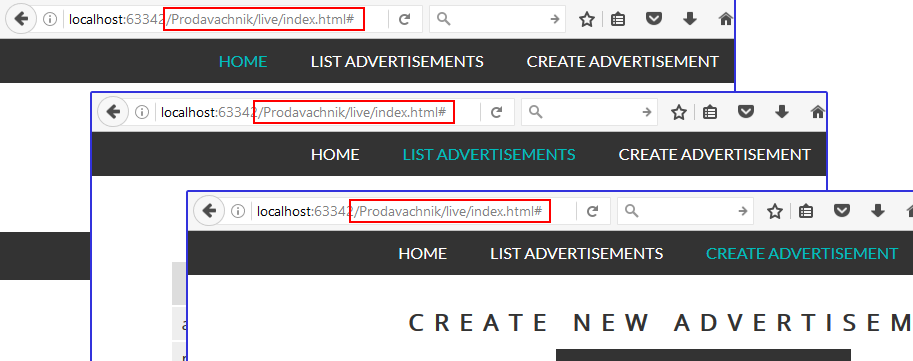 localhost:63342/Prodavachnik/live/index.html#
HOME LIST ADVERTISEMENTS CREATE ADVERTISEMENT
localhost:63342/Prodavachnik/live/index.html#
HOME LIST ADVERTISEMENTS CREATE ADVERTISEMENT
localhost:63342/Prodavachnik/live/index.html#
HOME LIST ADVERTISEMENTS CREATE ADVERTISEMENT
CREATE NEW ADVERTISEM